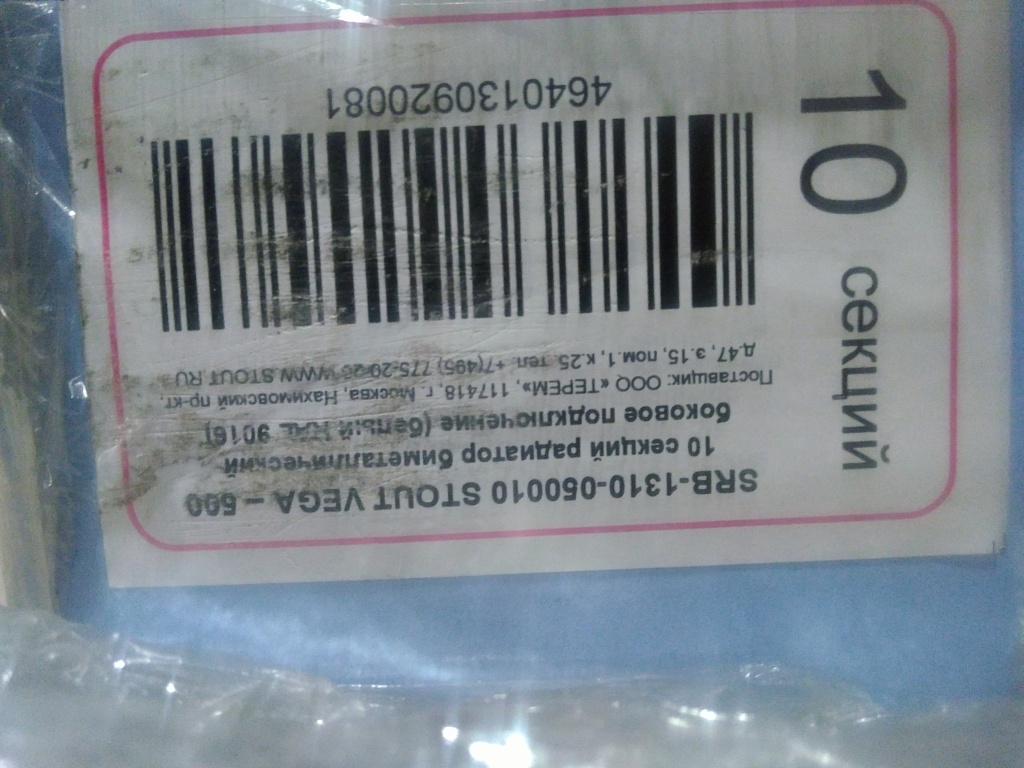 SRB-1310-050010 STOUT VEGA – 500
10 секций радиатор биметаллический
боковое подключение (белый RAL 9016)
Поставщик: ООО «ТЕРЕМ», 117418, г. Москва, Нахимовский пр-кт,
д.47, э.15, пом.1, к.25. тел. +7(495) 775-20-20 WWW.STOUT.RU
4640130920081
10 секций